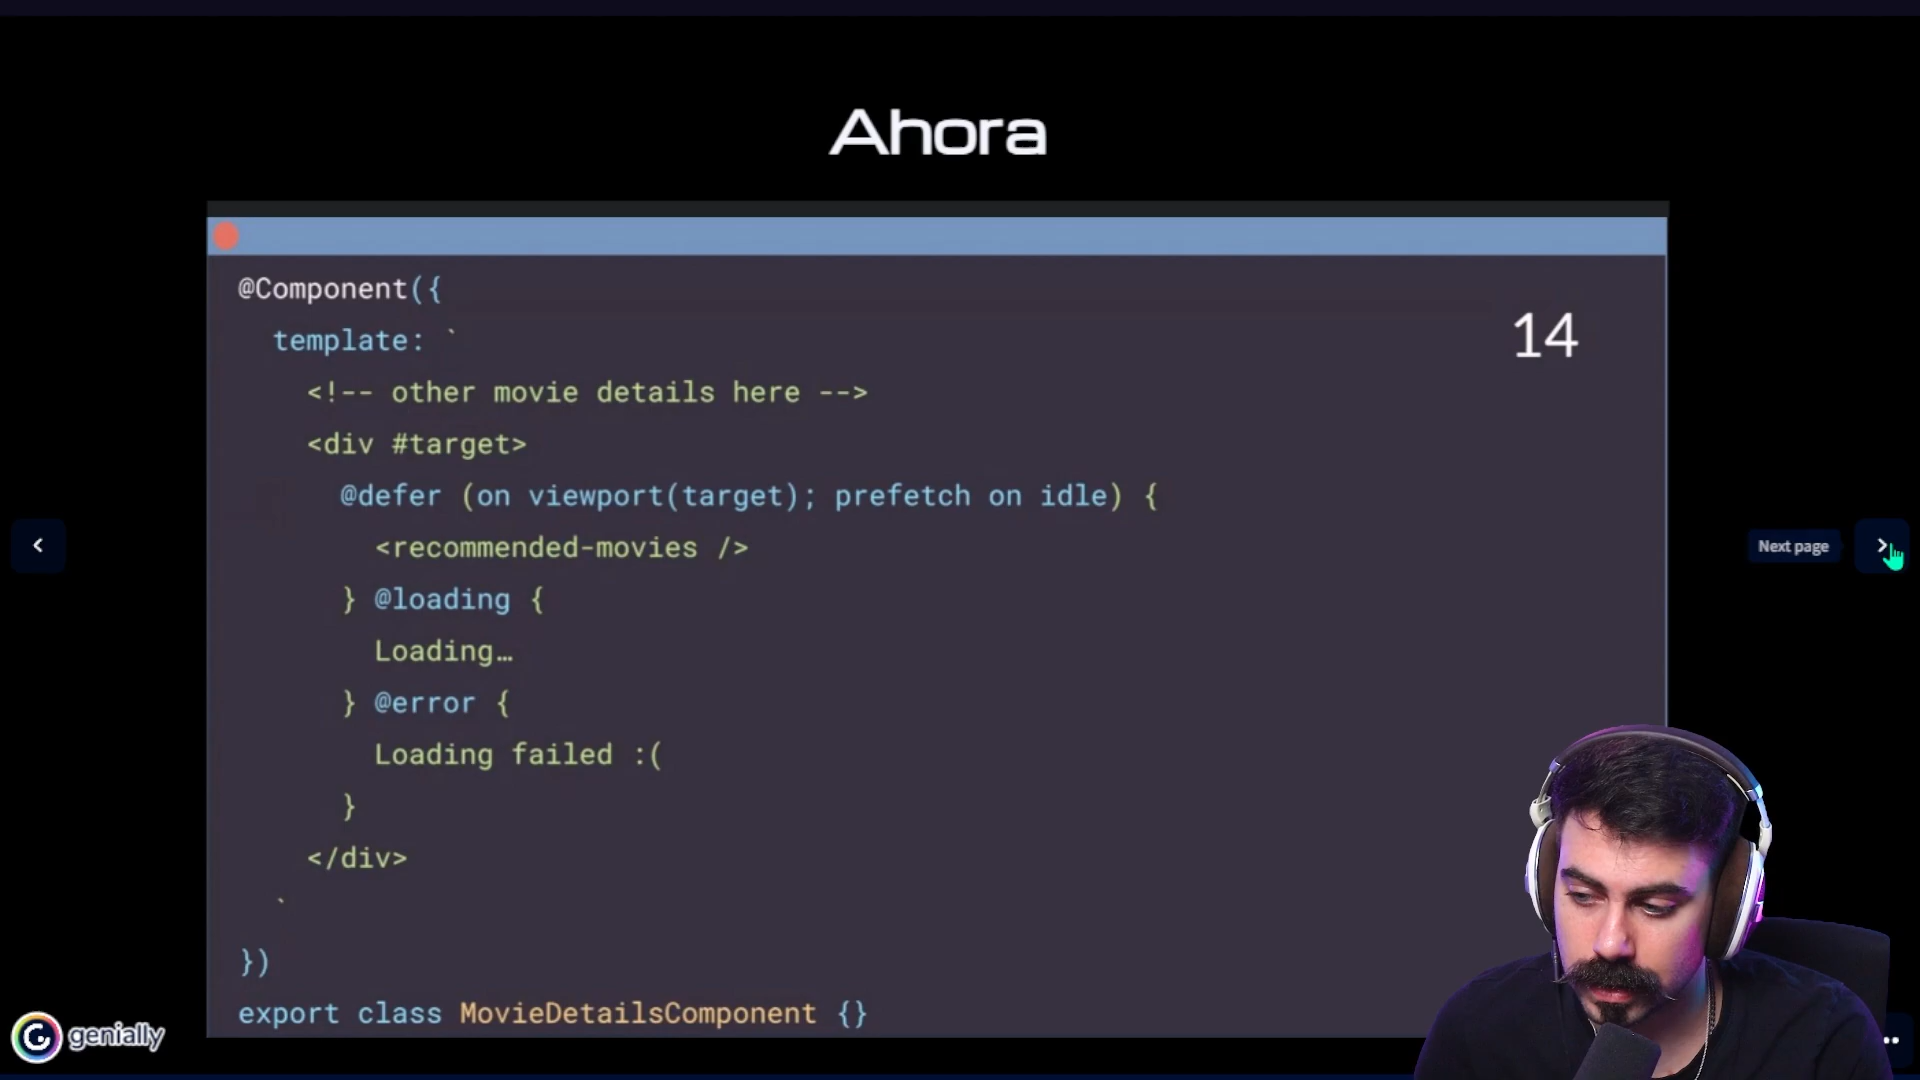 Ahora
@Component({
template: `
14
<!-- other movie details here -->
<div #target>
@defer (on viewport(target); prefetch on idle) {
<recommended-movies />
} @loading {
Loading…
} @error {
Loading failed :(
}
</div>
`
})
export class MovieDetailsComponent {}
Next page
genially